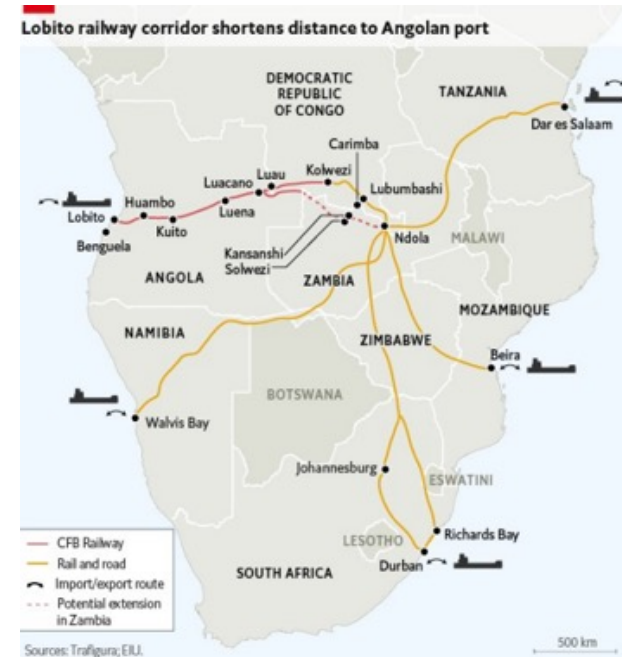 Lobito railway corridor shortens distance to Angolan port
DEMOCRATIC
REPUBLIC
OF CONGO
TANZANIA
Dar es Salaam
Carimba
Kolwezi
Luau
Luacano
Lubumbashi
Huambo
Lobito
Luena
Kuito
Benguela
Ndola
MALAWI
Kansanshi
Solwezi
ANGOLA
ZAMBIA
MOZAMBIQUE
NAMIBIA
ZIMBABWE
Beira
BOTSWANA
Walvis Bay
Johannesburg
ESWATINI
Richards Bay
LESOTHO
Durban
SOUTH AFRICA
CFB Railway
Rail and road
Import/export route
Potential extension
in Zambia
500 km
Sources: Trafigura; EIU.